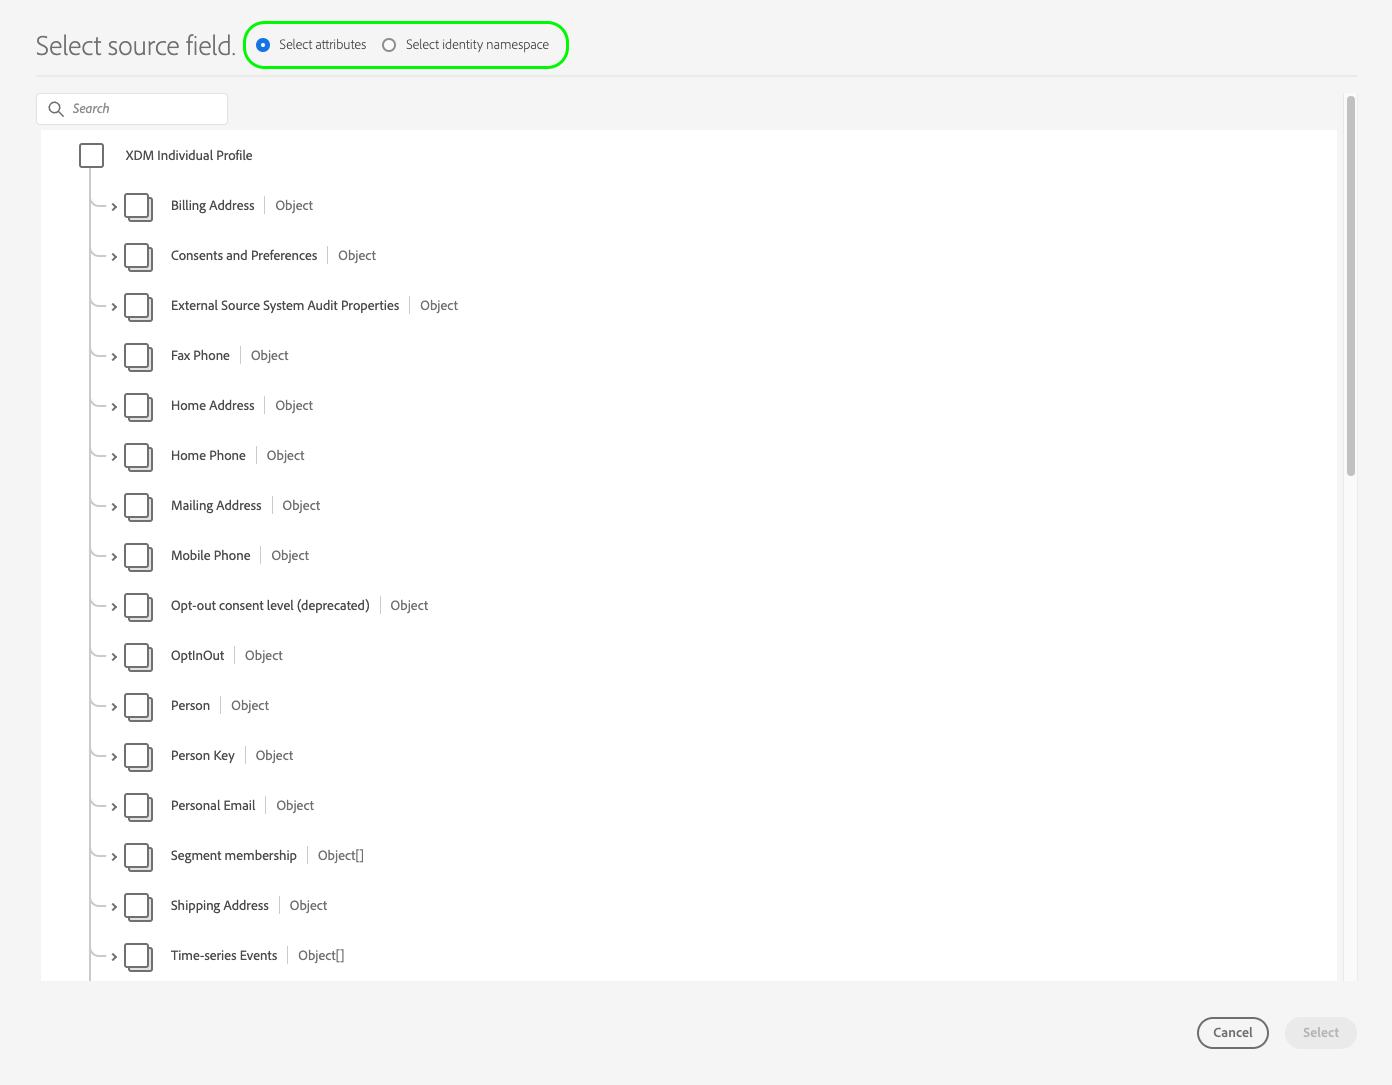 Select source field. Select attributes Select identity namespace
Search
XDM Individual Profile
Billing Address Object
Consents and Preferences Object
External Source System Audit Properties Object
Fax Phone Object
Home Address Object
Home Phone Object
Mailing Address Object
Mobile Phone Object
Opt-out consent level (deprecated) Object
OptInOut Object
Person Object
Person Key Object
Personal Email Object
Segment membership Object[]
Shipping Address Object
Time-series Events Object[]
Cancel Select